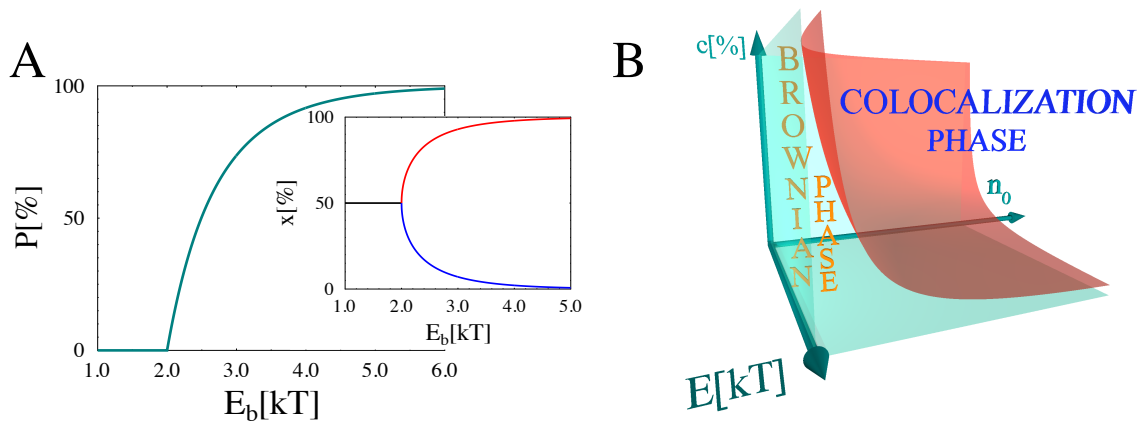 A
P[%]
100
50
0
1.0 2.0 3.0 4.0 5.0 6.0
E_b[kT]
x[%]
100
50
0
1.0 2.0 3.0 4.0 5.0
E_b[kT]
B
c[%]
BROWNIAN
PHASE
COLOCALIZATION
PHASE
n_0
E[kT]